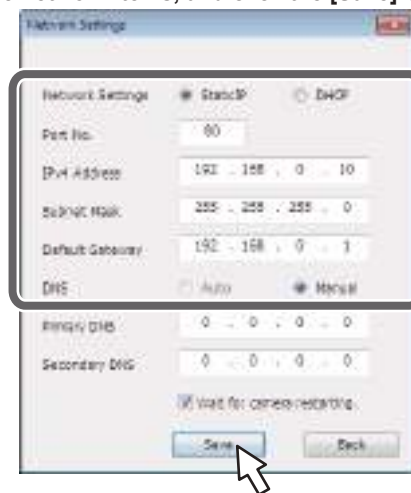 Network Settings
Network Settings Static IP DHCP
Port No. 80
IPv4 Address 192 . 168 . 0 . 10
Subnet Mask 255 . 255 . 255 . 0
Default Gateway 192 . 168 . 0 . 1
DNS Auto Manual
Primary DNS 0 . 0 . 0 . 0
Secondary DNS 0 . 0 . 0 . 0
Wait for camera restarting.
Save Back